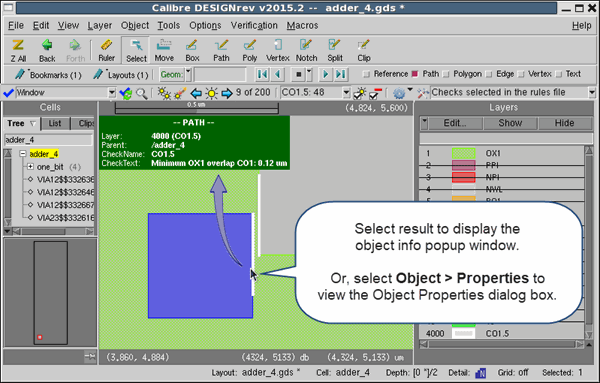 Calibre DESIGNrev v2015.2 -- adder_4.gds *
File Edit View Layer Object Tools Options Verification Macros Help
Z All Back Ruler Select Move Box Path Vertex Notch Split Clip
Bookmarks (1) Layouts (1) Geom: Reference Path Polygon Edge Vertex Text
Window 9 of 200 CO1.5: 48 Checks selected in the rules file
Cells 0.5 um (4.824, 5.600) Layers
Tree List Clips
Edit... Show Hide
adder_4
adder_4
one_bit (4)
VIA12$$332636
VIA12$$332616
VIA23$$332637
VIA23$$332616
-- PATH --
Layer: 4000 (CO1.5)
Parent: /adder_4
CheckName: CO1.5
CheckText: Minimum OX1 overlap CO1: 0.12 um
1 OX1
2 PPI
3 NPI
4 NWL
5 PO1
Select result to display the
object info popup window.
Or, select Object > Properties to
view the Object Properties dialog box.
4000 CO1.5
(3.860, 4.884) (4324, 5133) db (4.324, 5.133) um
Layout: adder_4.gds * Cell: adder_4 Depth: [0 *]/2 Detail: Grid: off Selected: 1